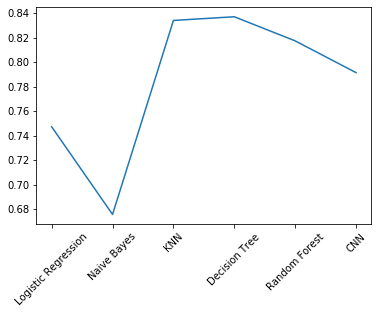 0.84
0.82
0.80
0.78
0.76
0.74
0.72
0.70
0.68
Logistic Regression
Naive Bayes
KNN
Decision Tree
Random Forest
CNN